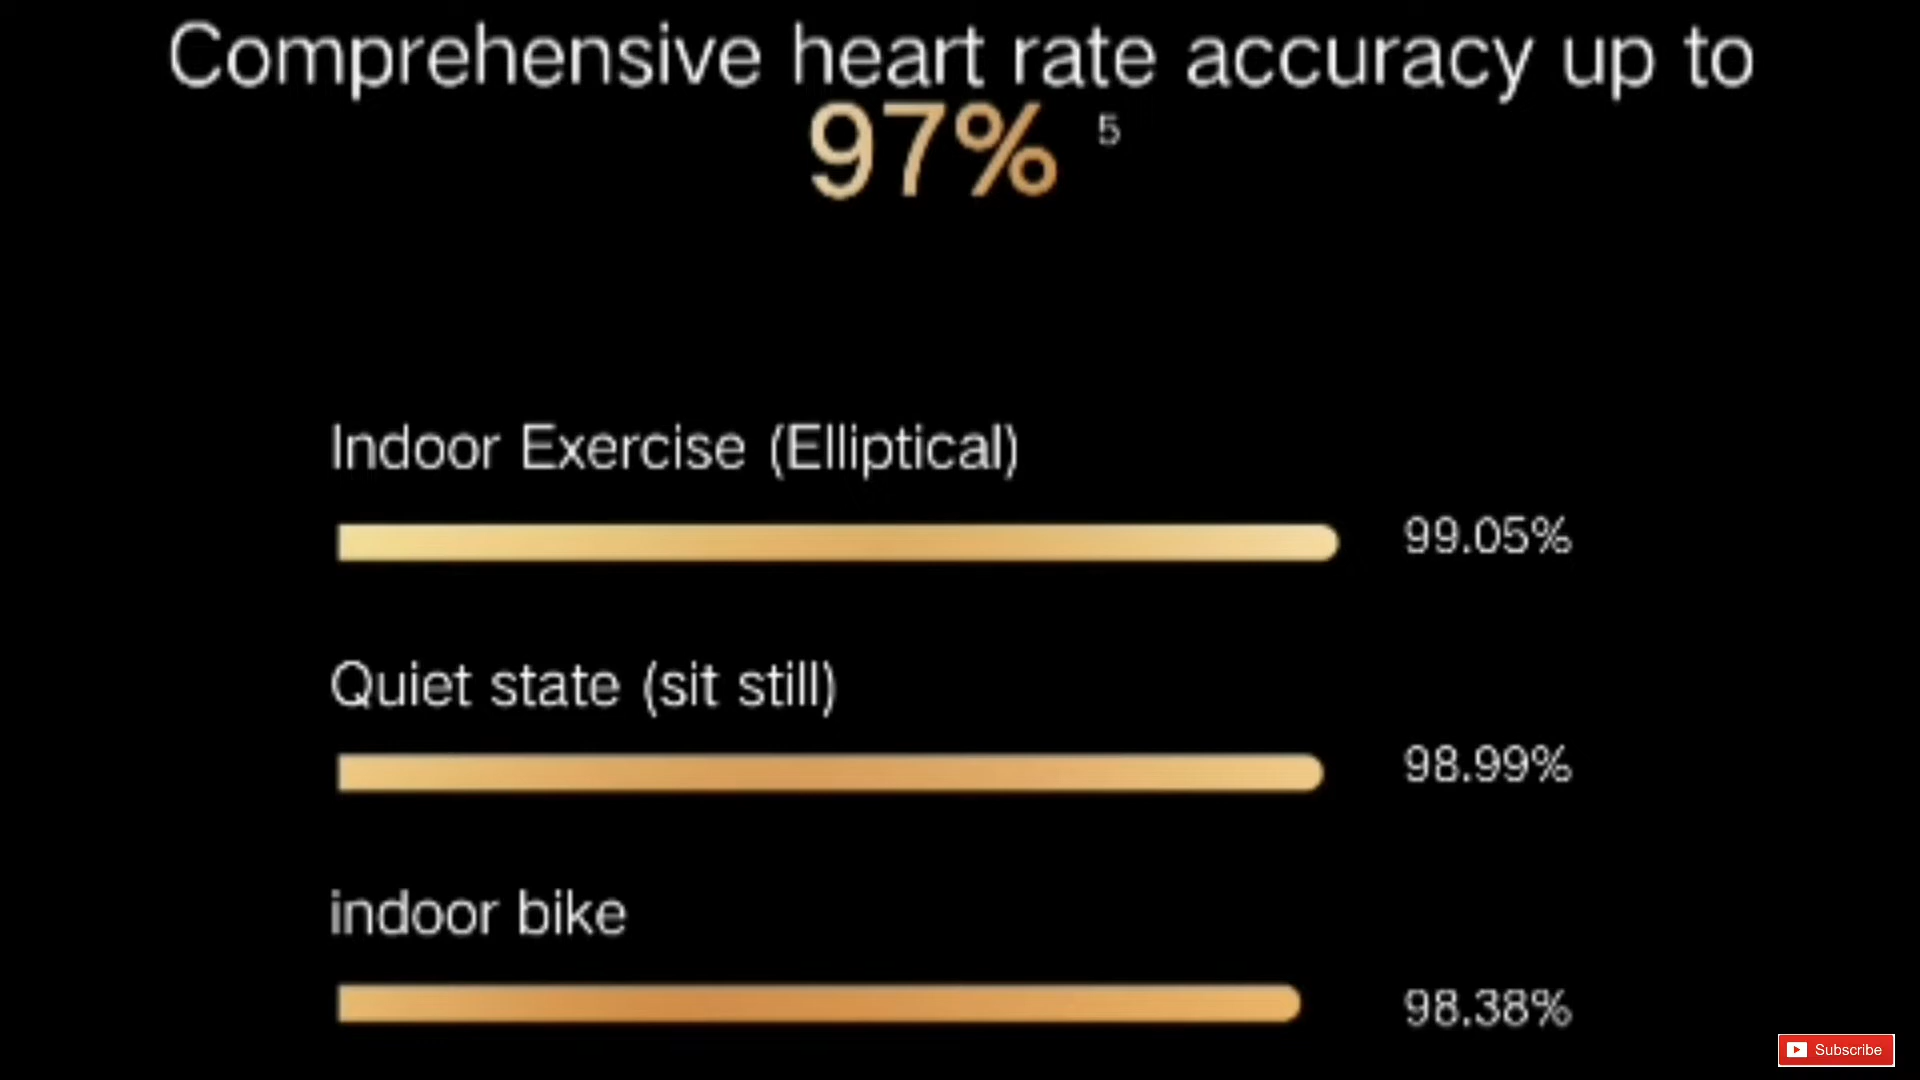 Comprehensive heart rate accuracy up to
97% 5
Indoor Exercise (Elliptical)
99.05%
Quiet state (sit still)
98.99%
indoor bike
98.38%
Subscribe